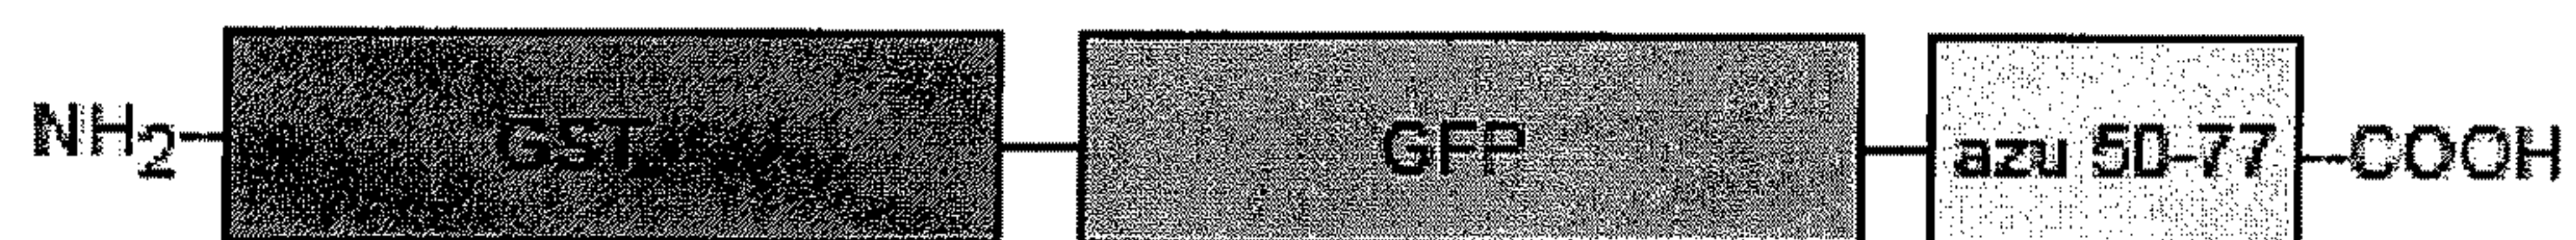 NH2 GST GFP azu 50-77 COOH